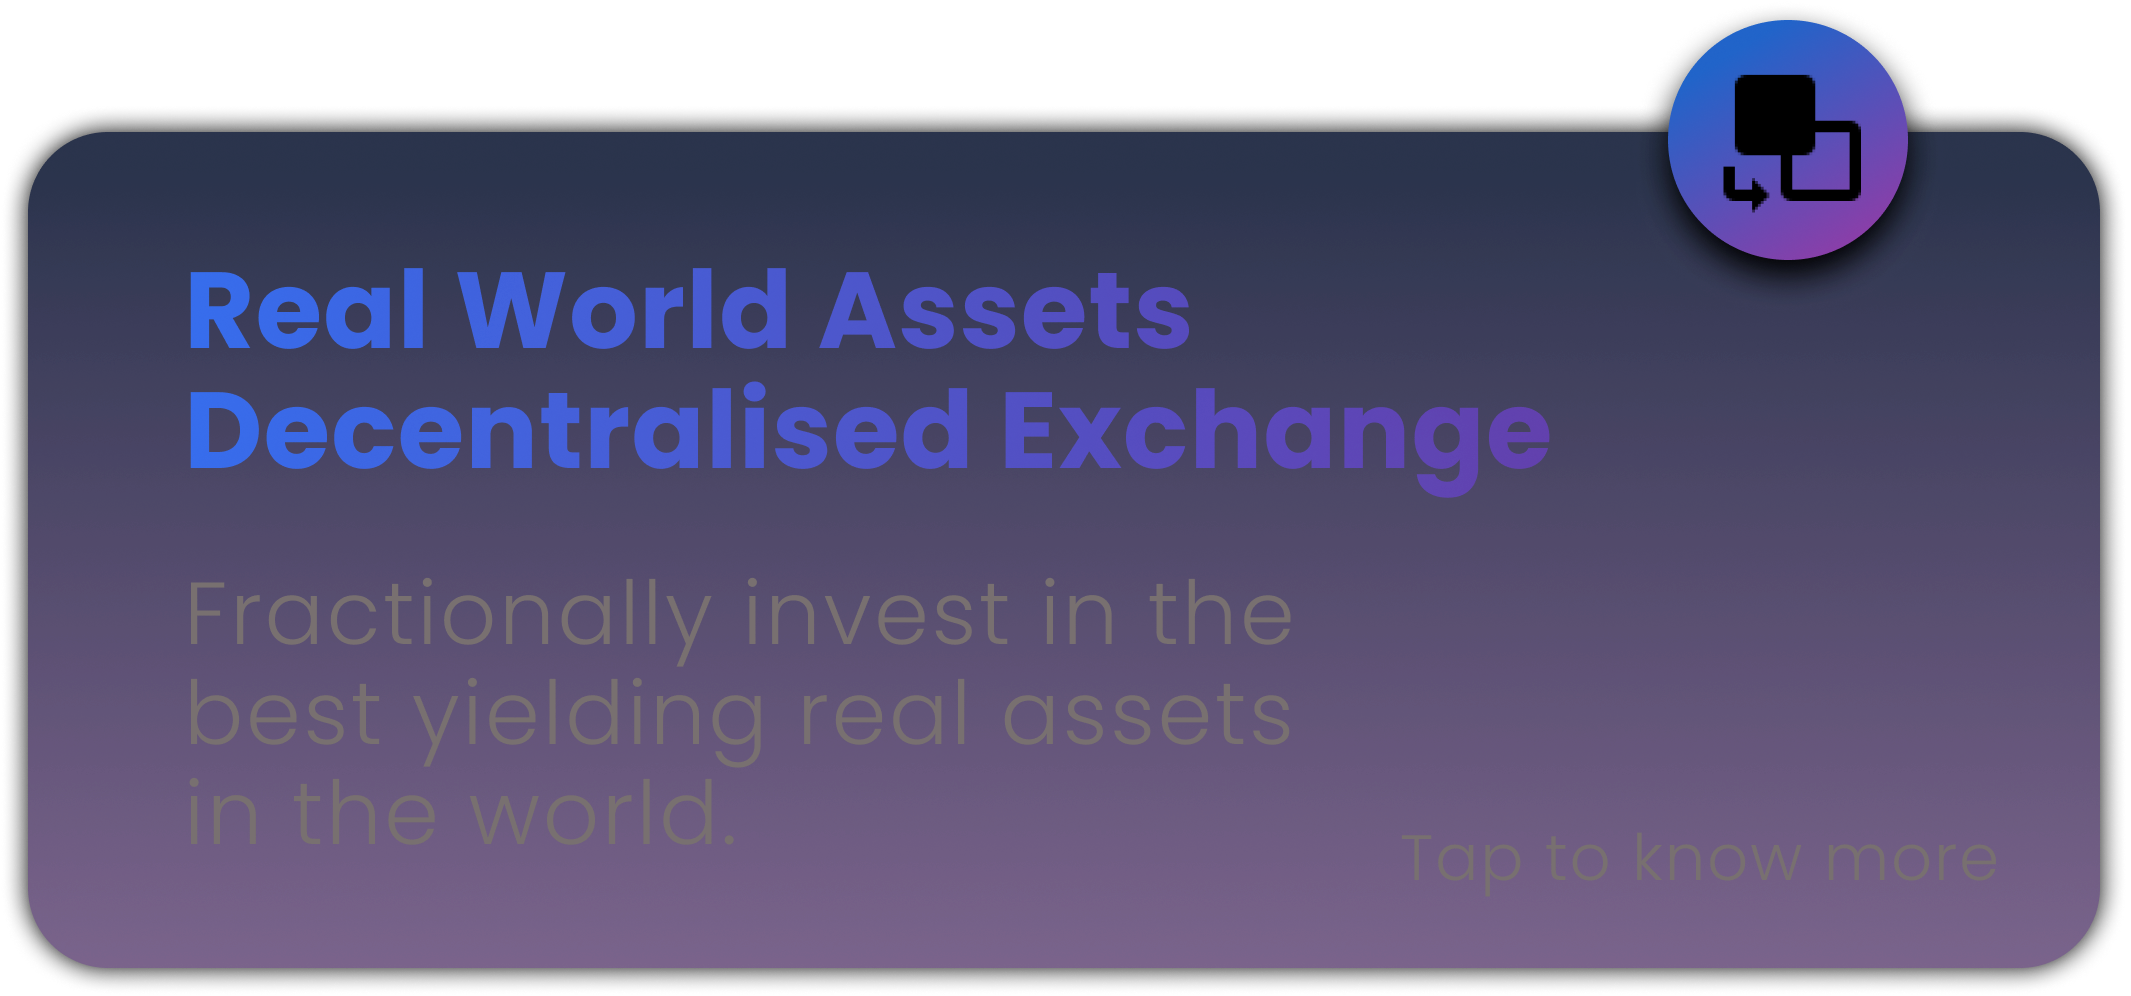 Real World Assets
Decentralised Exchange
Fractionally invest in the
best yielding real assets
in the world.
Tap to know more